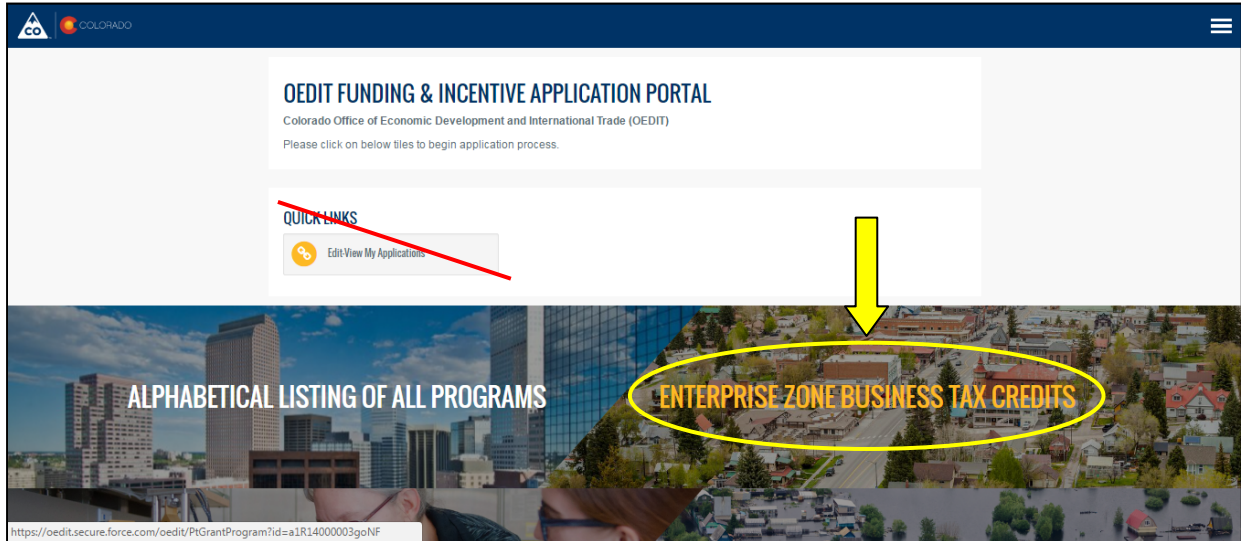 CO
COLORADO
OEDIT FUNDING & INCENTIVE APPLICATION PORTAL
Colorado Office of Economic Development and International Trade (OEDIT)
Please click on below tiles to begin application process.
QUICK LINKS
Edit-View My Applications
ALPHABETICAL LISTING OF ALL PROGRAMS
ENTERPRISE ZONE BUSINESS TAX CREDITS
https://oedit.secure.force.com/oedit/PtGrantProgram?id=a1R14000003goNF